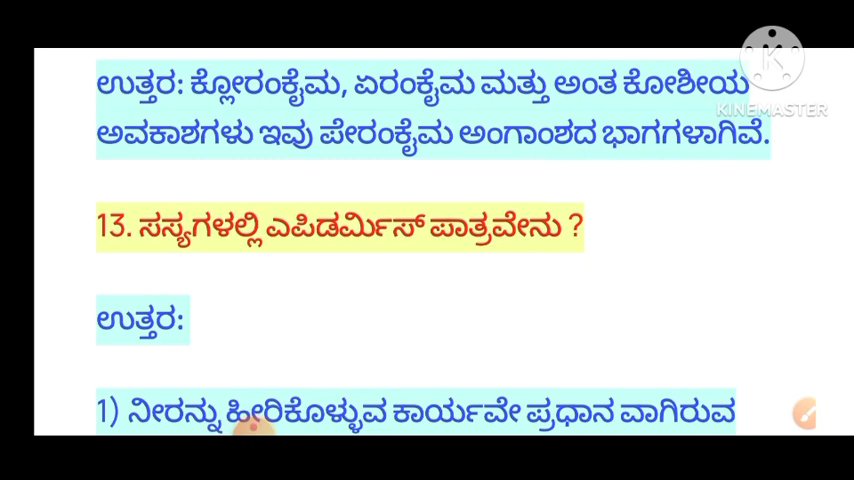 ಉತ್ತರ: ಕ್ಲೋರಂಕೈಮ, ಏರಂಕೈಮ ಮತ್ತು ಅಂತ ಕೋಶೀಯ
ಅವಕಾಶಗಳು ಇವು ಪೇರಂಕೈಮ ಅಂಗಾಂಶದ ಭಾಗಗಳಾಗಿವೆ.
13. ಸಸ್ಯಗಳಲ್ಲಿ ಎಪಿಡರ್ಮಿಸ್ ಪಾತ್ರವೇನು ?
ಉತ್ತರ:
1) ನೀರನ್ನು ಹೀರಿಕೊಳ್ಳುವ ಕಾರ್ಯವೇ ಪ್ರಧಾನ ವಾಗಿರುವ
K
KINEMASTER